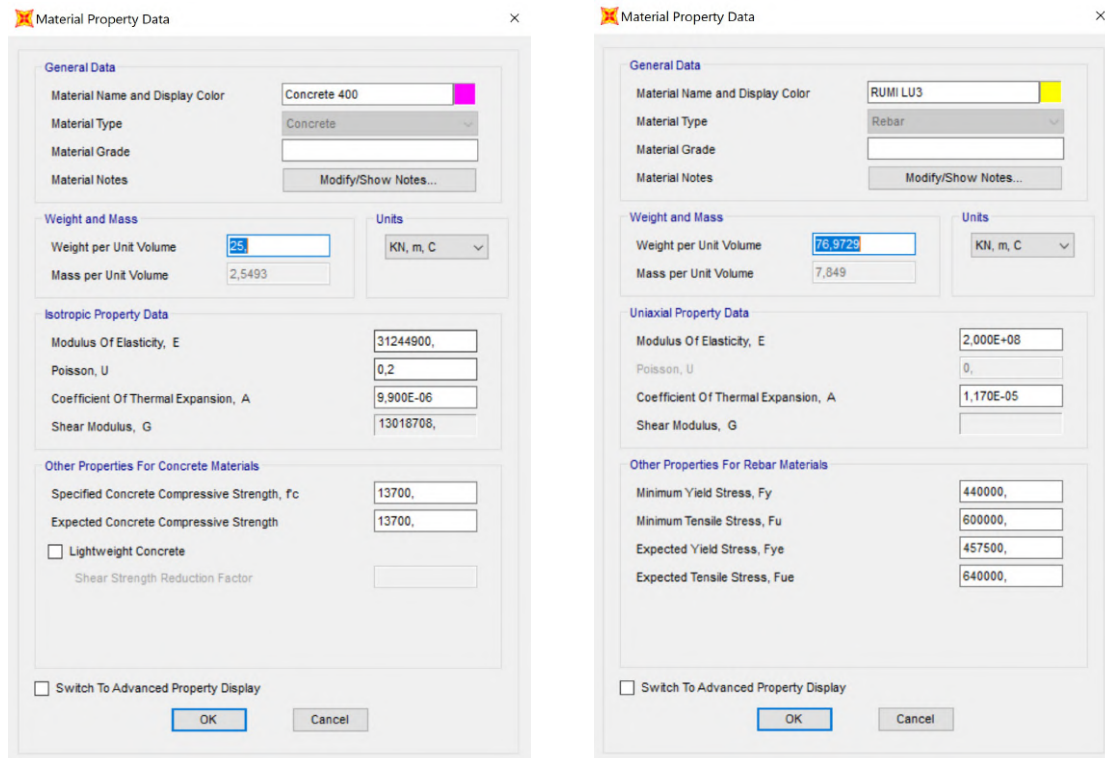 Material Property Data
General Data
Material Name and Display Color Concrete 400
Material Type Concrete
Material Grade
Material Notes Modify/Show Notes...
Weight and Mass
Weight per Unit Volume 25,
Mass per Unit Volume 2,5493
Units
KN, m, C
Isotropic Property Data
Modulus Of Elasticity, E 31244900,
Poisson, U 0,2
Coefficient Of Thermal Expansion, A 9,900E-06
Shear Modulus, G 13018708,
Other Properties For Concrete Materials
Specified Concrete Compressive Strength, f'c 13700,
Expected Concrete Compressive Strength 13700,
Lightweight Concrete
Shear Strength Reduction Factor
Switch To Advanced Property Display
OK Cancel
Material Property Data
General Data
Material Name and Display Color RUMI LU3
Material Type Rebar
Material Grade
Material Notes Modify/Show Notes...
Weight and Mass
Weight per Unit Volume 76,9729
Mass per Unit Volume 7,849
Units
KN, m, C
Uniaxial Property Data
Modulus Of Elasticity, E 2,000E+08
Poisson, U 0,
Coefficient Of Thermal Expansion, A 1,170E-05
Shear Modulus, G
Other Properties For Rebar Materials
Minimum Yield Stress, Fy 440000,
Minimum Tensile Stress, Fu 600000,
Expected Yield Stress, Fye 457500,
Expected Tensile Stress, Fue 640000,
Switch To Advanced Property Display
OK Cancel